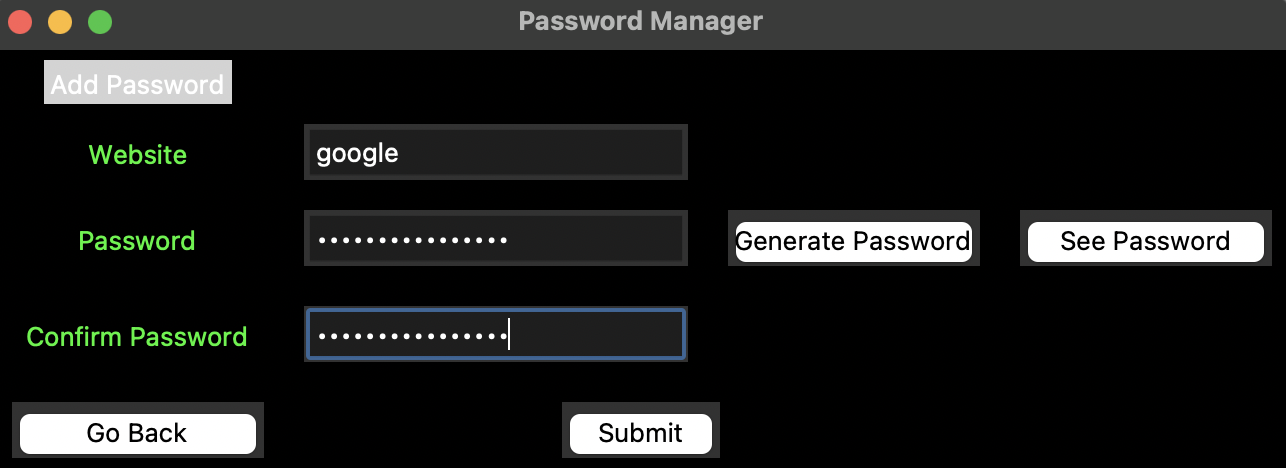 Password Manager
Add Password
Website google
Password •••••••••••••••• Generate Password See Password
Confirm Password ••••••••••••••••
Go Back Submit